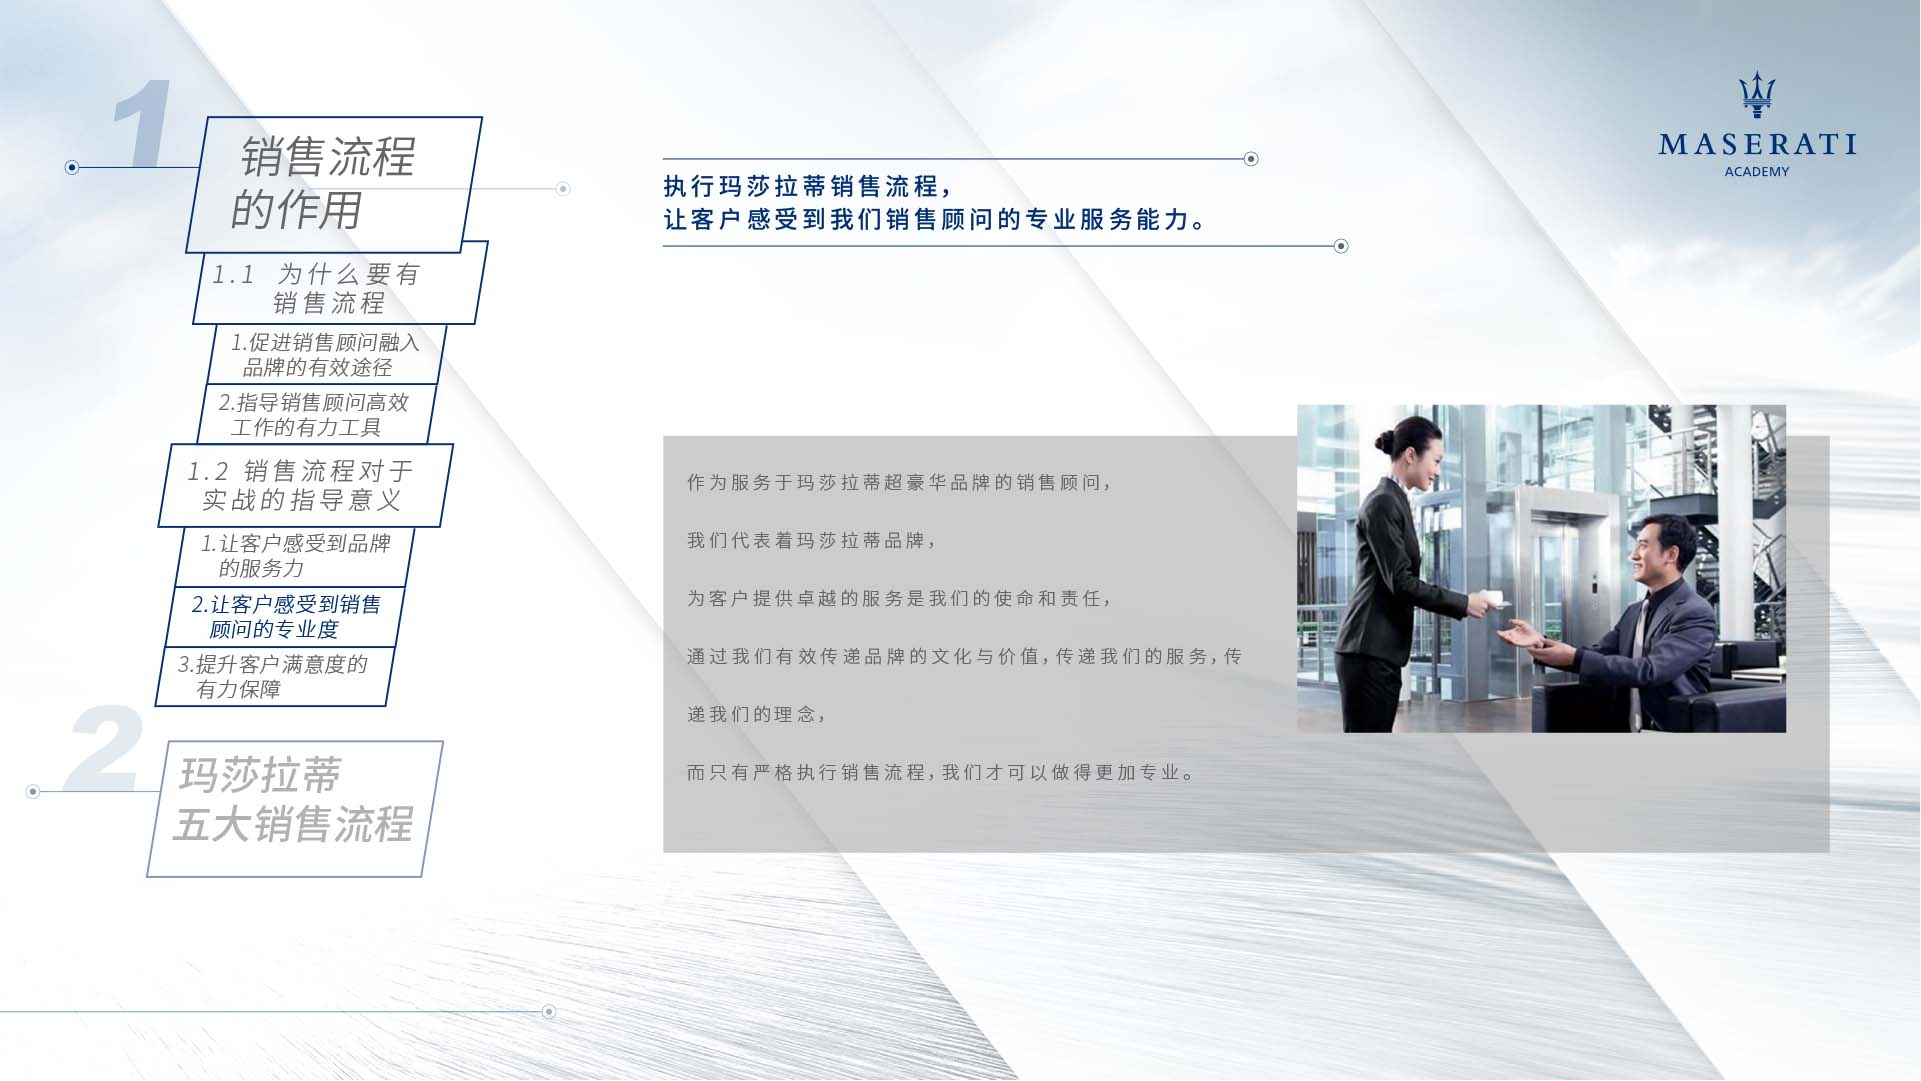 1
销售流程
的作用
1.1 为什么要有
销售流程
1.促进销售顾问融入
品牌的有效途径
2.指导销售顾问高效
工作的有力工具
1.2 销售流程对于
实战的指导意义
1.让客户感受到品牌
的服务力
2.让客户感受到销售
顾问的专业度
3.提升客户满意度的
有力保障
2
玛莎拉蒂
五大销售流程
执行玛莎拉蒂销售流程，
让客户感受到我们销售顾问的专业服务能力。
MASERATI
ACADEMY
作为服务于玛莎拉蒂超豪华品牌的销售顾问，
我们代表着玛莎拉蒂品牌，
为客户提供卓越的服务是我们的使命和责任，
通过我们有效传递品牌的文化与价值，传递我们的服务，传
递我们的理念，
而只有严格执行销售流程，我们才可以做得更加专业。